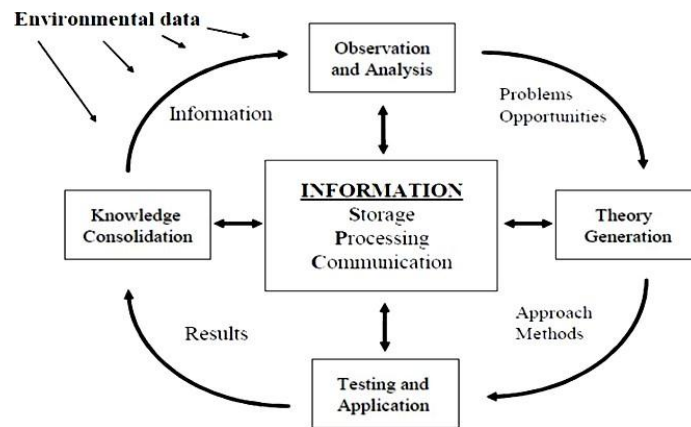 Environmental data
Observation
and Analysis
Information
Problems
Opportunities
INFORMATION
Storage
Processing
Communication
Knowledge
Consolidation
Theory
Generation
Results
Approach
Methods
Testing and
Application